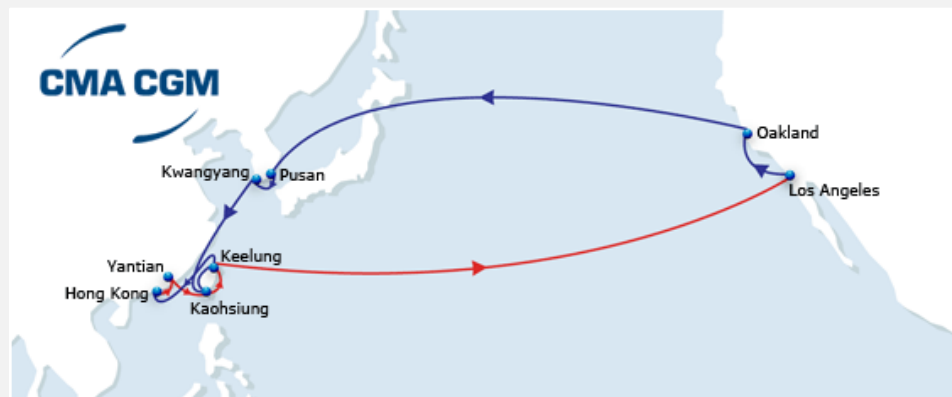 CMA CGM
Oakland
Kwangyang
Pusan
Los Angeles
Keelung
Yantian
Hong Kong
Kaohsiung